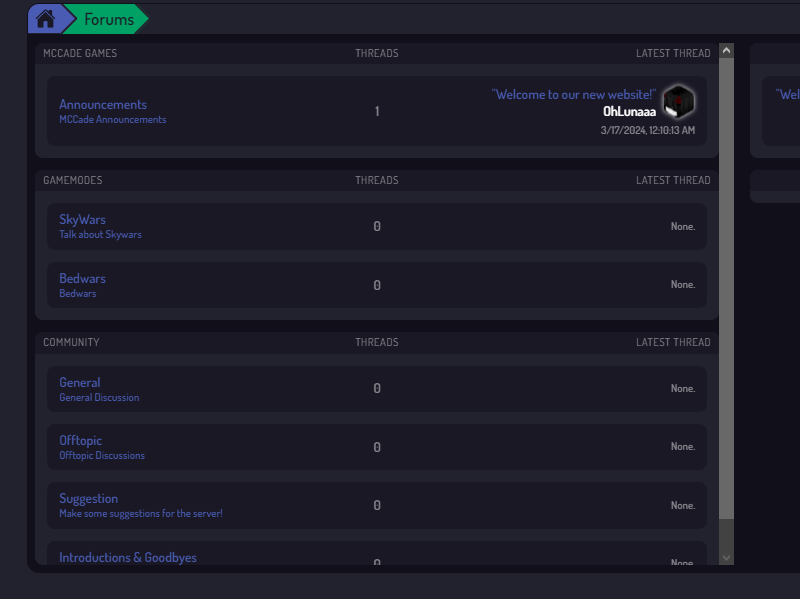 Forums
MCCADE GAMES THREADS LATEST THREAD
Announcements
MCCade Announcements
1
"Welcome to our new website!"
OhLunaaa
3/17/2024, 12:10:13 AM
GAMEMODES THREADS LATEST THREAD
SkyWars
Talk about Skywars
0
None.
Bedwars
Bedwars
0
None.
COMMUNITY THREADS LATEST THREAD
General
General Discussion
0
None.
Offtopic
Offtopic Discussions
0
None.
Suggestion
Make some suggestions for the server!
0
None.
Introductions & Goodbyes
0
None.
"Wel